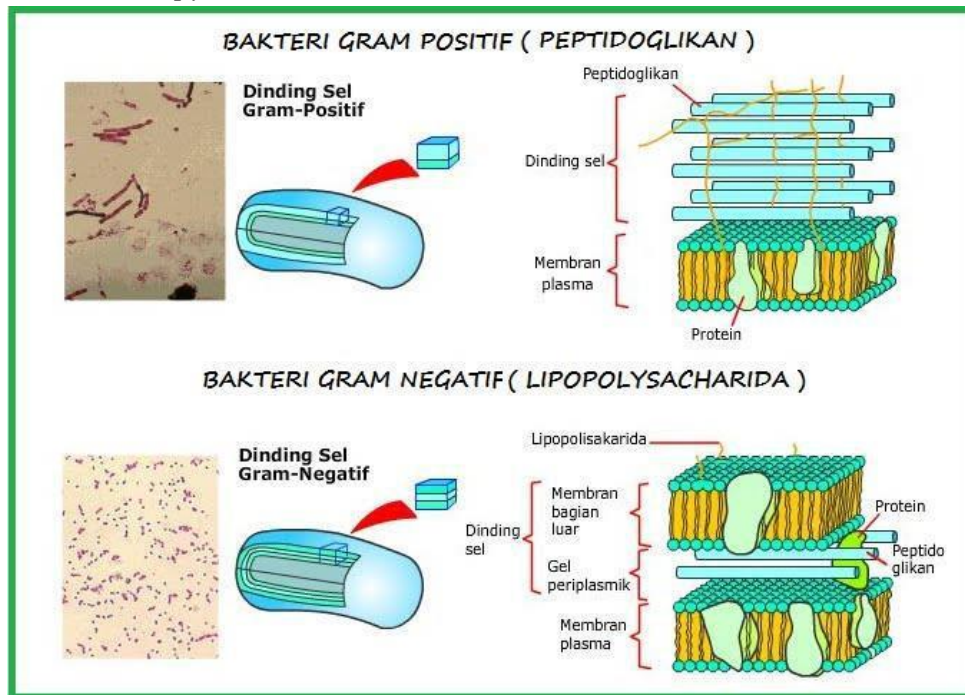 BAKTERI GRAM POSITIF ( PEPTIDOGLIKAN )
Dinding Sel
Gram-Positif
Peptidoglikan
Dinding sel
Membran
plasma
Protein
BAKTERI GRAM NEGATIF ( LIPOPOLYSACHARIDA )
Dinding Sel
Gram-Negatif
Lipopolisakarida
Dinding
sel
Membran
bagian
luar
Gel
periplasmik
Membran
plasma
Protein
Peptido
glikan